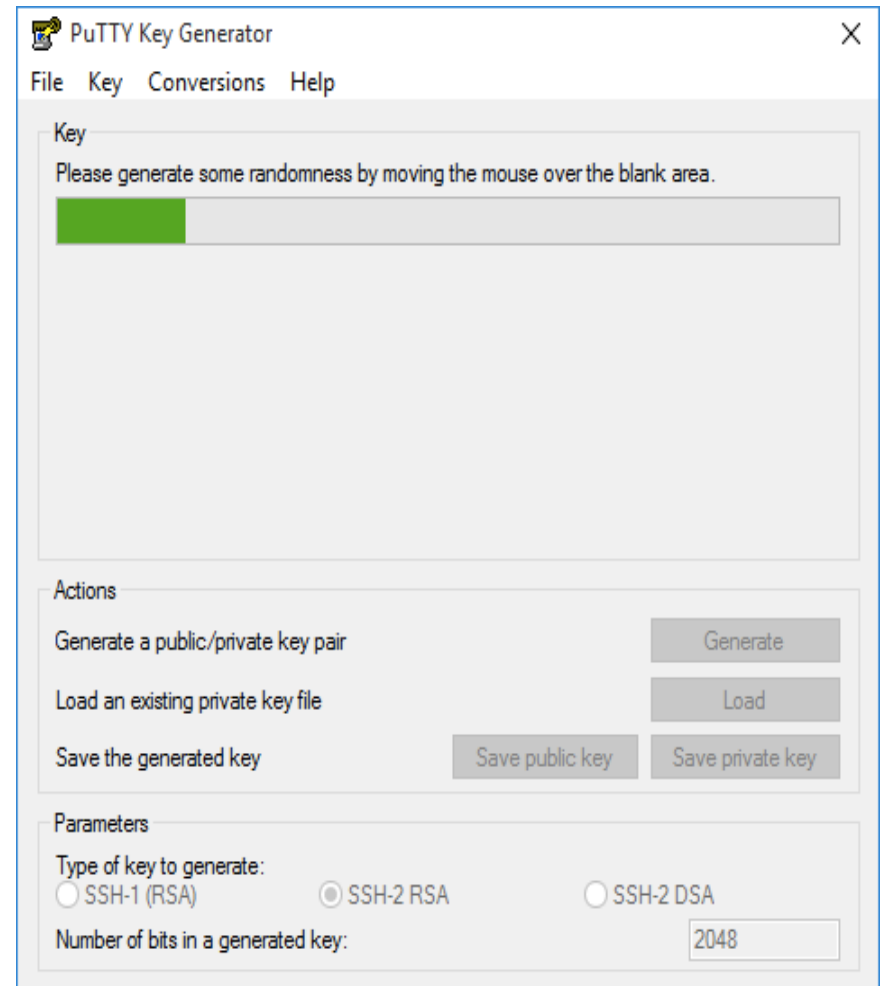 PuTTY Key Generator
File Key Conversions Help
Key
Please generate some randomness by moving the mouse over the blank area.
Actions
Generate a public/private key pair Generate
Load an existing private key file Load
Save the generated key Save public key Save private key
Parameters
Type of key to generate:
SSH-1 (RSA) SSH-2 RSA SSH-2 DSA
Number of bits in a generated key: 2048